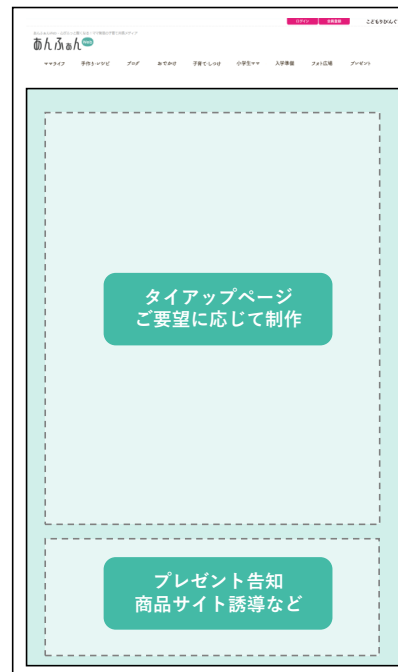 ログイン 会員登録 こどもりびんぐ
あんふぁん
ママライフ 手作り・レシピ ブログ おでかけ 子育て・しつけ 小学生ママ 入学準備 フォト広場 プレゼント
タイアップページ
ご要望に応じて制作
プレゼント告知
商品サイト誘導など